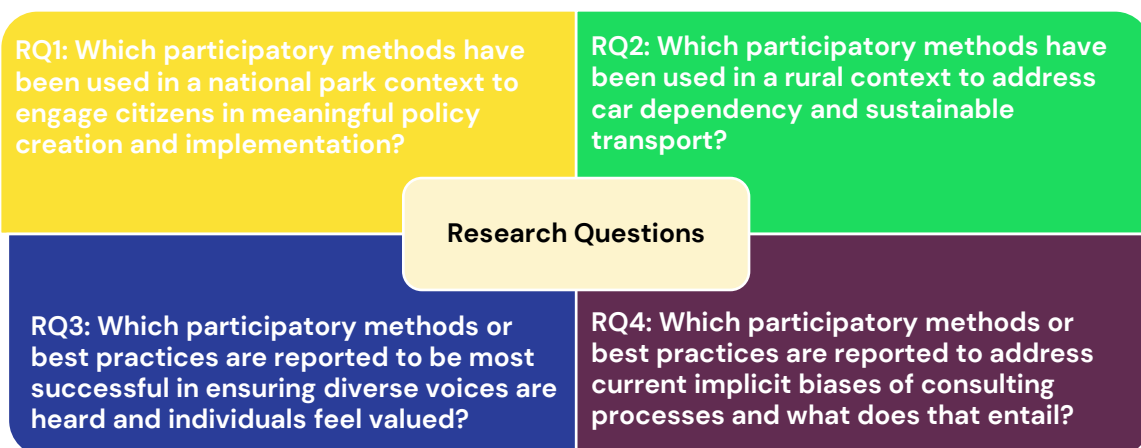 RQ1: Which participatory methods have
been used in a national park context to
engage citizens in meaningful policy
creation and implementation?
RQ2: Which participatory methods have
been used in a rural context to address
car dependency and sustainable
transport?
Research Questions
RQ3: Which participatory methods or
best practices are reported to be most
successful in ensuring diverse voices are
heard and individuals feel valued?
RQ4: Which participatory methods or
best practices are reported to address
current implicit biases of consulting
processes and what does that entail?